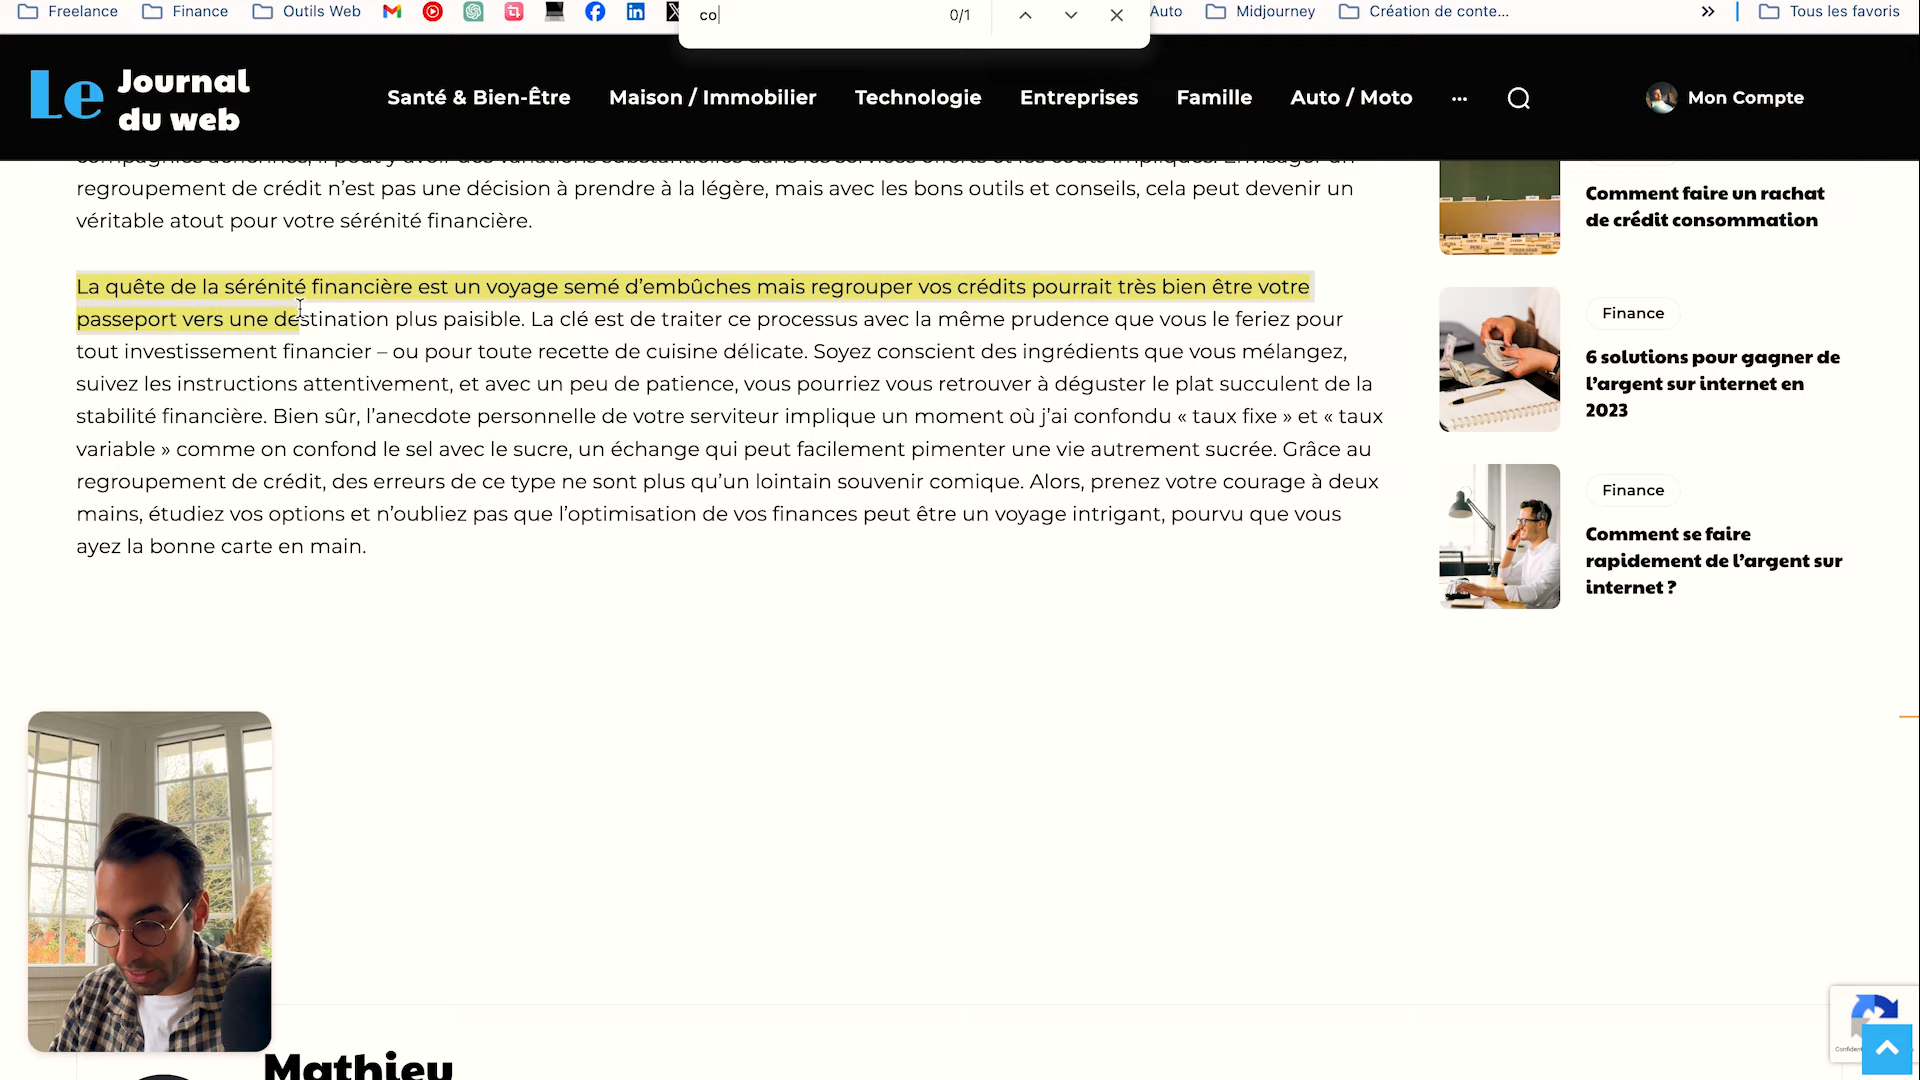 Freelance Finance Outils Web co 0/1 Auto Midjourney Création de conte... » Tous les favoris
Le Journal du web
Santé & Bien-Être Maison / Immobilier Technologie Entreprises Famille Auto / Moto ... Mon Compte
regroupement de crédit n’est pas une décision à prendre à la légère, mais avec les bons outils et conseils, cela peut devenir un
véritable atout pour votre sérénité financière.
La quête de la sérénité financière est un voyage semé d’embûches mais regrouper vos crédits pourrait très bien être votre
passeport vers une destination plus paisible. La clé est de traiter ce processus avec la même prudence que vous le feriez pour
tout investissement financier – ou pour toute recette de cuisine délicate. Soyez conscient des ingrédients que vous mélangez,
suivez les instructions attentivement, et avec un peu de patience, vous pourriez vous retrouver à déguster le plat succulent de la
stabilité financière. Bien sûr, l’anecdote personnelle de votre serviteur implique un moment où j’ai confondu « taux fixe » et « taux
variable » comme on confond le sel avec le sucre, un échange qui peut facilement pimenter une vie autrement sucrée. Grâce au
regroupement de crédit, des erreurs de ce type ne sont plus qu’un lointain souvenir comique. Alors, prenez votre courage à deux
mains, étudiez vos options et n’oubliez pas que l’optimisation de vos finances peut être un voyage intrigant, pourvu que vous
ayez la bonne carte en main.
Comment faire un rachat
de crédit consommation
Finance
6 solutions pour gagner de
l’argent sur internet en
2023
Finance
Comment se faire
rapidement de l’argent sur
internet ?
Mathieu